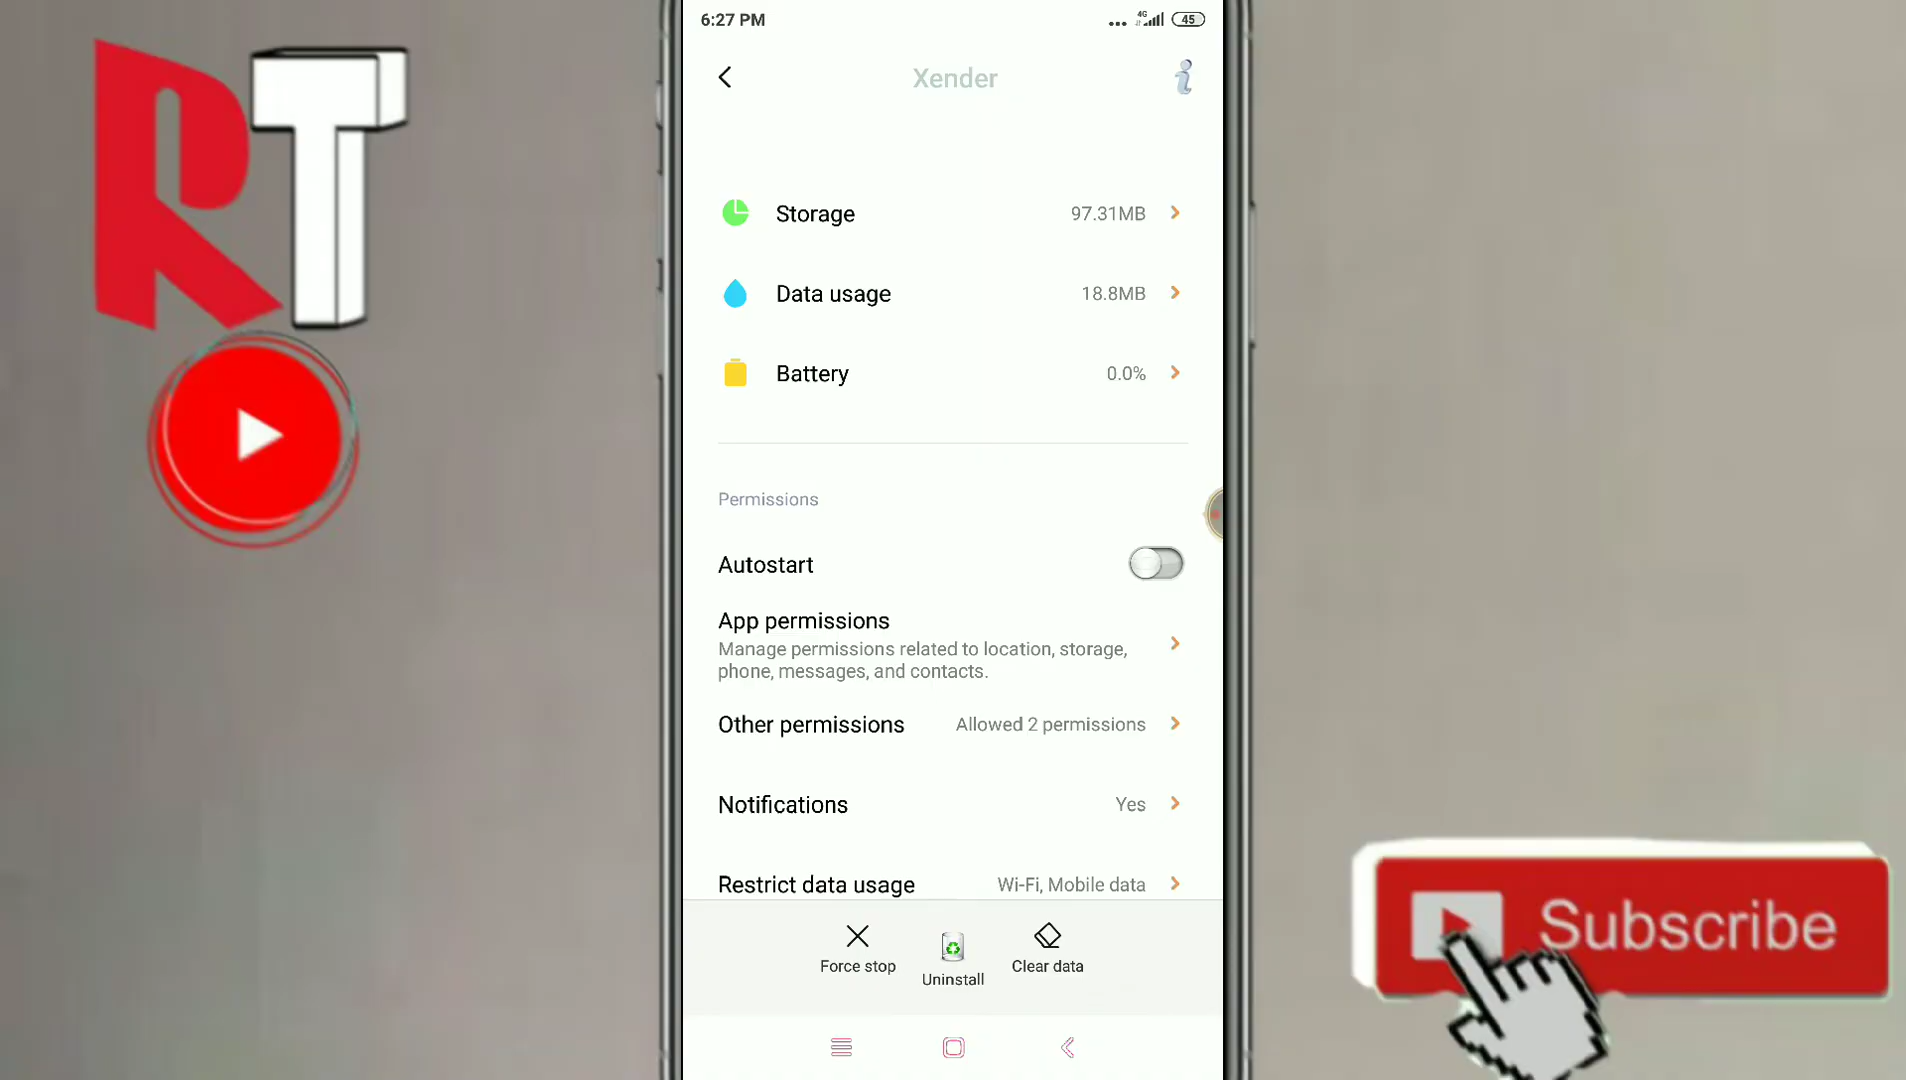 6:27 PM
4G
45
Xender
Storage
97.31MB
Data usage
18.8MB
Battery
0.0%
Permissions
Autostart
App permissions
Manage permissions related to location, storage,
phone, messages, and contacts.
Other permissions
Allowed 2 permissions
Notifications
Yes
Restrict data usage
Wi-Fi, Mobile data
Force stop
Uninstall
Clear data
RT
Subscribe